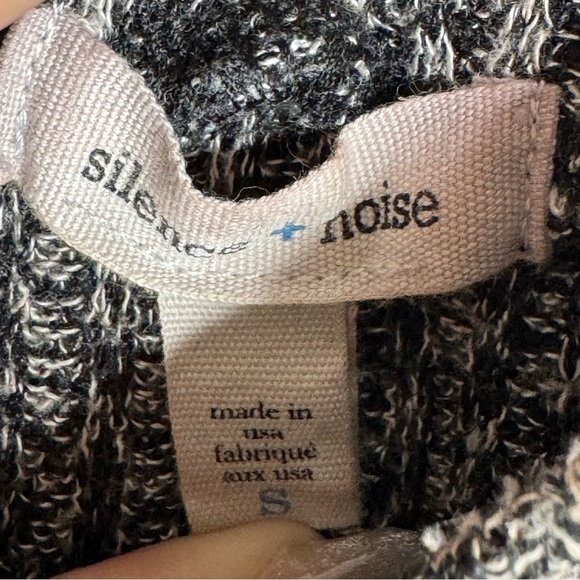 silence + noise
made in
usa
fabriqué
aux usa
S